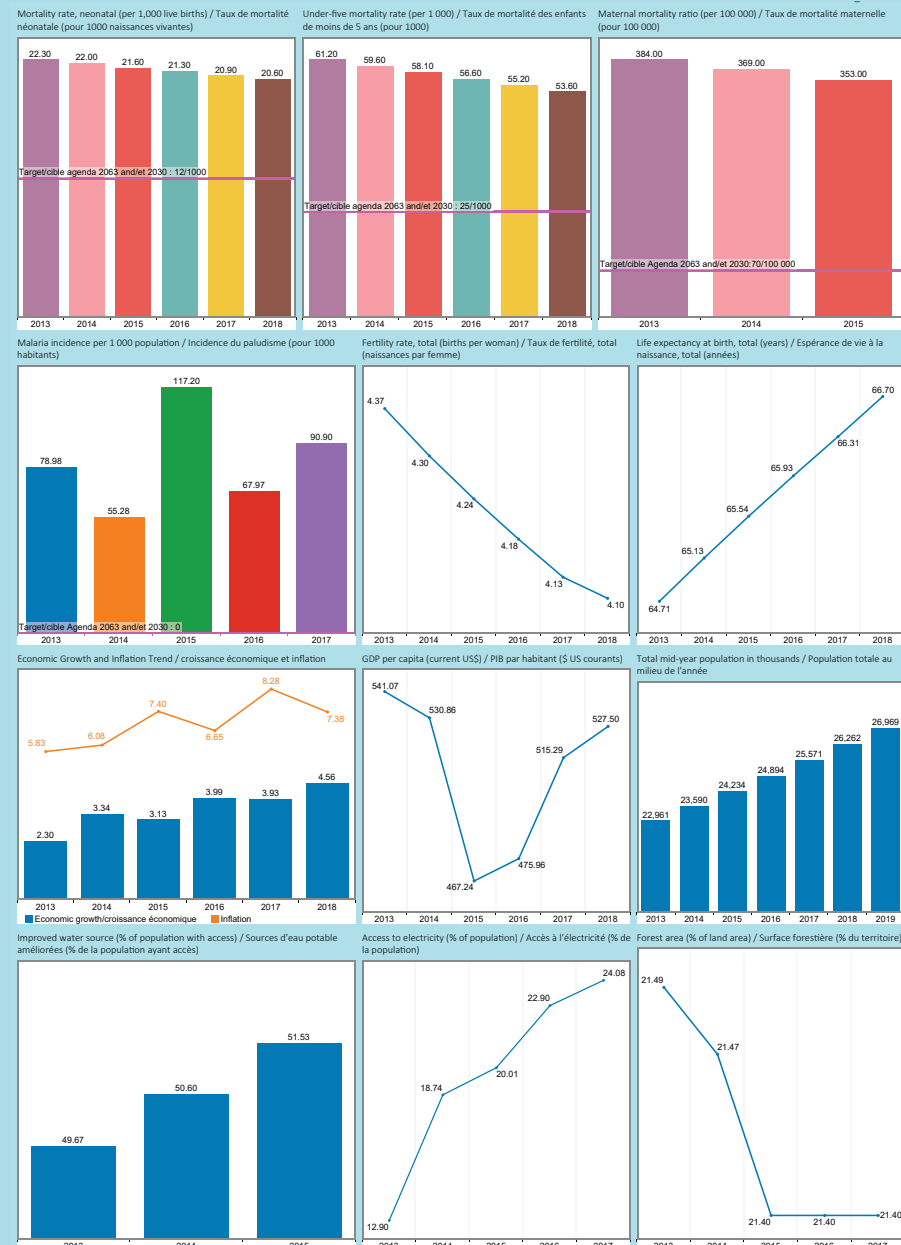 Mortality rate, neonatal (per 1,000 live births) / Taux de mortalité
néonatale (pour 1000 naissances vivantes)
22.30
22.00
21.60
21.30
20.90
20.60
Target/cible agenda 2063 and/et 2030 : 12/1000
2013 2014 2015 2016 2017 2018
Under-five mortality rate (per 1 000) / Taux de mortalité des enfants
de moins de 5 ans (pour 1000)
61.20
59.60
58.10
56.60
55.20
53.60
Target/cible agenda 2063 and/et 2030 : 25/1000
2013 2014 2015 2016 2017 2018
Maternal mortality ratio (per 100 000) / Taux de mortalité maternelle
(pour 100 000)
384.00
369.00
353.00
Target/cible Agenda 2063 and/et 2030:70/100 000
2013 2014 2015
Malaria incidence per 1 000 population / Incidence du paludisme (pour 1000
habitants)
78.98
55.28
117.20
67.97
90.90
Target/cible Agenda 2063 and/et 2030 : 0
2013 2014 2015 2016 2017
Fertility rate, total (births per woman) / Taux de fertilité, total
(naissances par femme)
4.37
4.30
4.24
4.18
4.13
4.10
2013 2014 2015 2016 2017 2018
Life expectancy at birth, total (years) / Espérance de vie à la
naissance, total (années)
64.71
65.13
65.54
65.93
66.31
66.70
2013 2014 2015 2016 2017 2018
Economic Growth and Inflation Trend / croissance économique et inflation
5.83
6.08
7.40
6.65
8.28
7.38
2.30
3.34
3.13
3.99
3.93
4.56
2013 2014 2015 2016 2017 2018
Economic growth/croissance économique Inflation
GDP per capita (current US$) / PIB par habitant ($ US courants)
541.07
530.86
467.24
475.96
515.29
527.50
2013 2014 2015 2016 2017 2018
Total mid-year population in thousands / Population totale au
milieu de l'année
22,961
23,590
24,234
24,894
25,571
26,262
26,969
2013 2014 2015 2016 2017 2018 2019
Improved water source (% of population with access) / Sources d'eau potable
améliorées (% de la population ayant accès)
49.67
50.60
51.53
2013 2014 2015
Access to electricity (% of population) / Accès à l'électricité (% de
la population)
12.90
18.74
20.01
22.90
24.08
2013 2014 2015 2016 2017
Forest area (% of land area) / Surface forestière (% du territoire)
21.49
21.47
21.40
21.40
21.40
2013 2014 2015 2016 2017